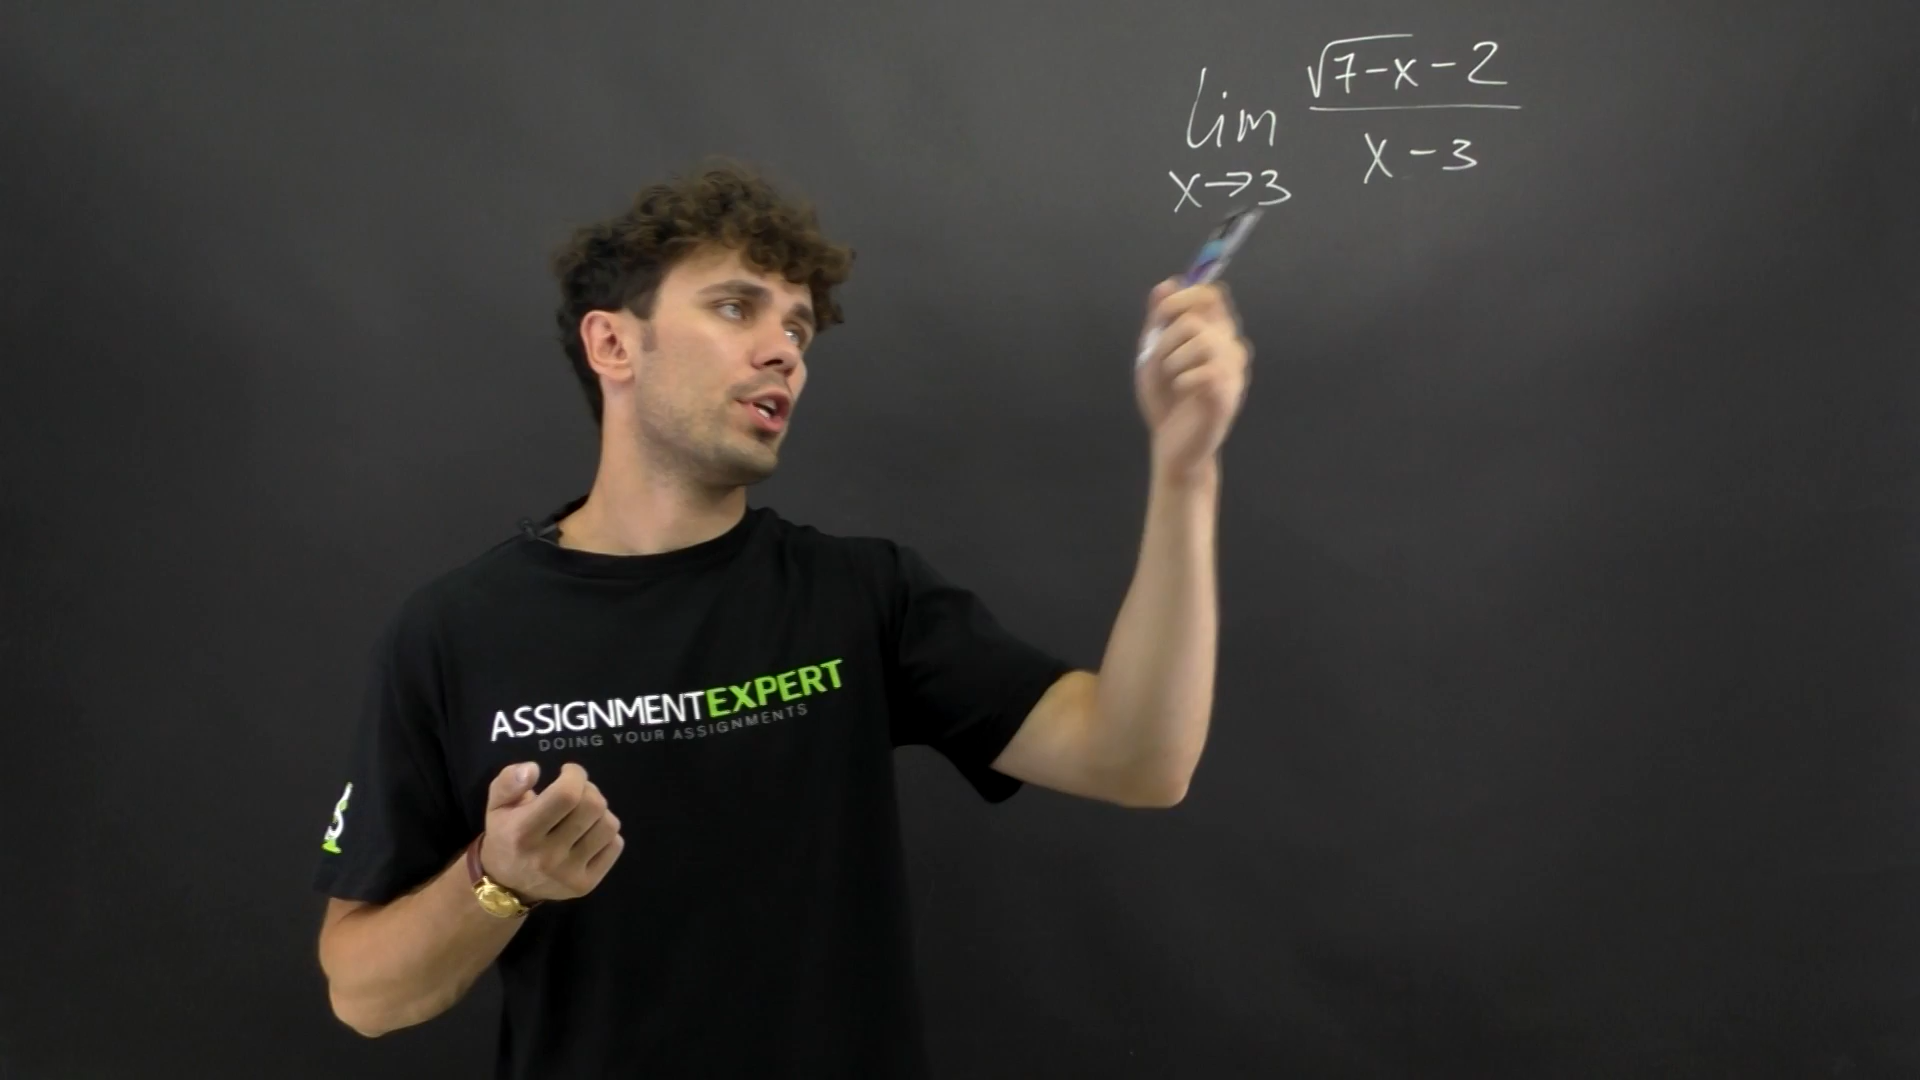 lim √7-x - 2
x→3 x - 3
ASSIGNMENTEXPERT
DOING YOUR ASSIGNMENTS